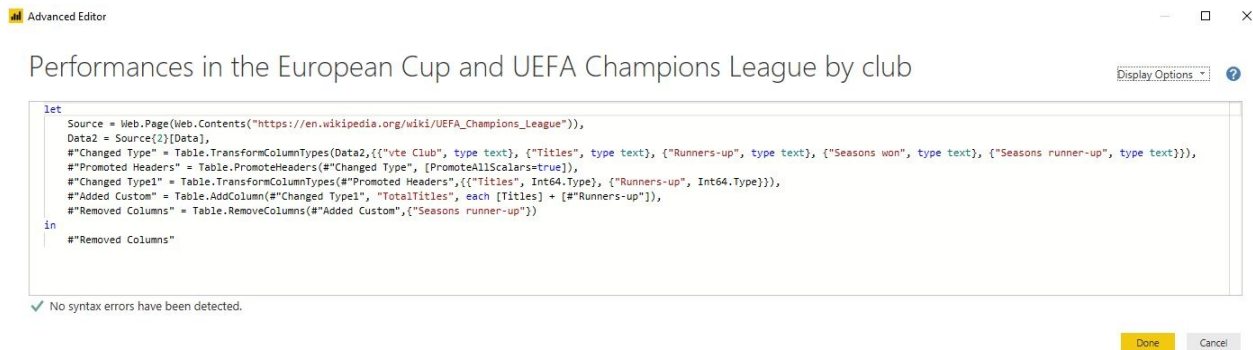 Advanced Editor
Performances in the European Cup and UEFA Champions League by club
Display Options
?
let
Source = Web.Page(Web.Contents("https://en.wikipedia.org/wiki/UEFA_Champions_League")),
Data2 = Source{2}[Data],
#"Changed Type" = Table.TransformColumnTypes(Data2,{{"vte Club", type text}, {"Titles", type text}, {"Runners-up", type text}, {"Seasons won", type text}, {"Seasons runner-up", type text}}),
#"Promoted Headers" = Table.PromoteHeaders(#"Changed Type", [PromoteAllScalars=true]),
#"Changed Type1" = Table.TransformColumnTypes(#"Promoted Headers",{{"Titles", Int64.Type}, {"Runners-up", Int64.Type}}),
#"Added Custom" = Table.AddColumn(#"Changed Type1", "TotalTitles", each [Titles] + [#"Runners-up"]),
#"Removed Columns" = Table.RemoveColumns(#"Added Custom",{"Seasons runner-up"})
in
#"Removed Columns"
No syntax errors have been detected.
Done
Cancel